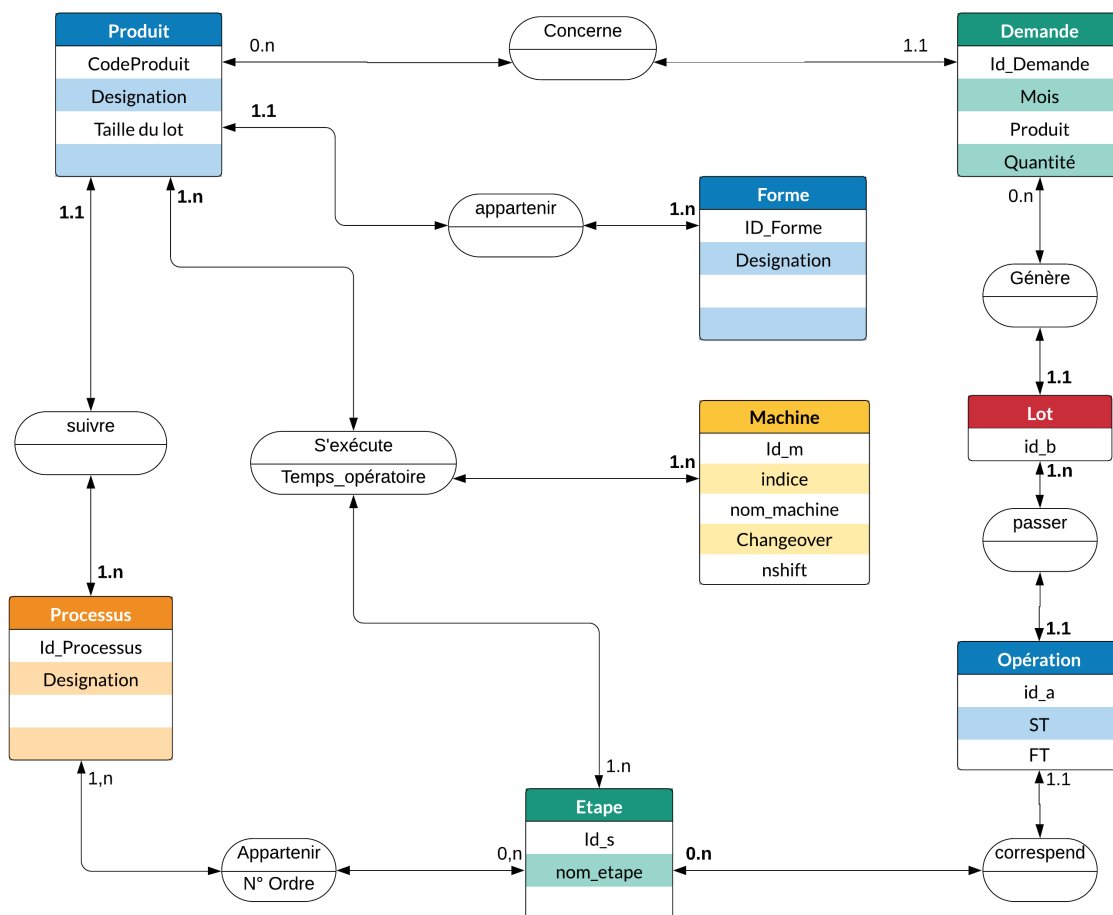 Produit
CodeProduit
Designation
Taille du lot
0.n
Concerne
1.1
Demande
Id_Demande
Mois
Produit
Quantité
1.1
1.1
1.n
appartenir
1.n
Forme
ID_Forme
Designation
0.n
Génère
1.1
suivre
S'exécute
Temps_opératoire
1.n
Machine
Id_m
indice
nom_machine
Changeover
nshift
Lot
id_b
1.n
passer
1.1
1.n
Processus
Id_Processus
Designation
Opération
id_a
ST
FT
1,n
1.n
1.1
Appartenir
N° Ordre
0,n
Etape
Id_s
nom_etape
0.n
correspend